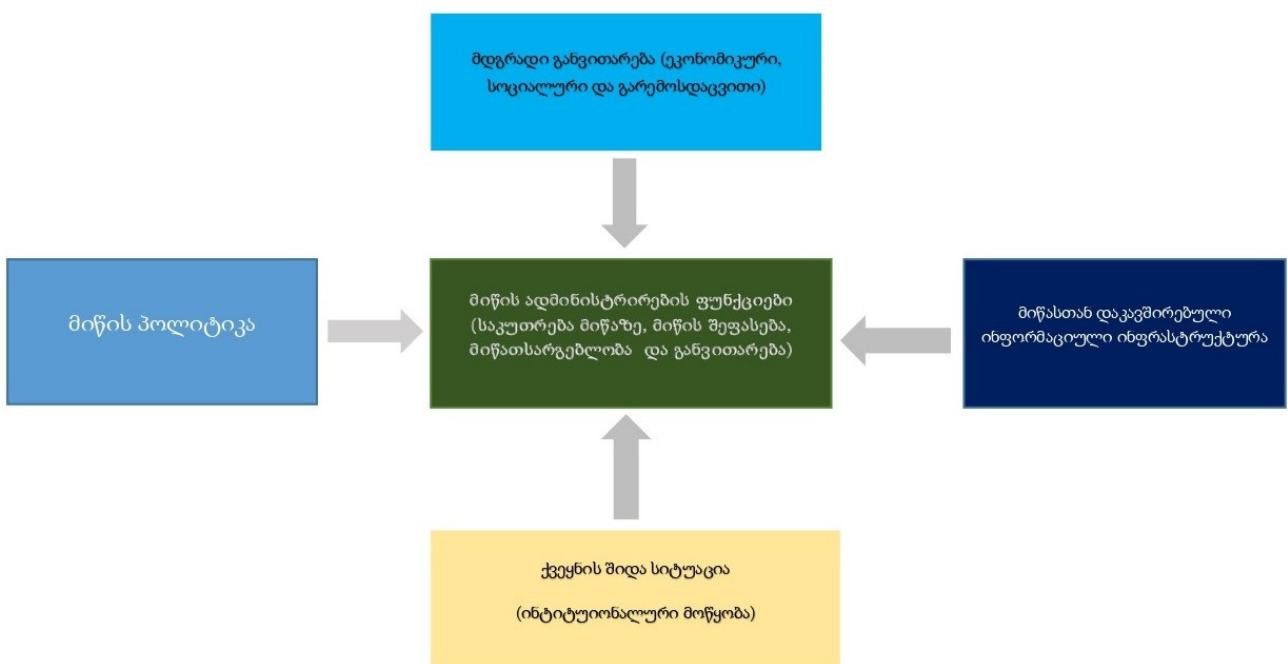 მდგრადი განვითარება (ეკონომიკური,
სოციალური და გარემოსდაცვითი)
მიწის პოლიტიკა
მიწის ადმინისტრირების ფუნქციები
(საკუთრება მიწაზე, მიწის შეფასება,
მიწათსარგებლობა და განვითარება)
მიწასთან დაკავშირებული
ინფორმაციული ინფრასტრუქტურა
ქვეყნის შიდა სიტუაცია
(ინტიტუიონალური მოწყობა)